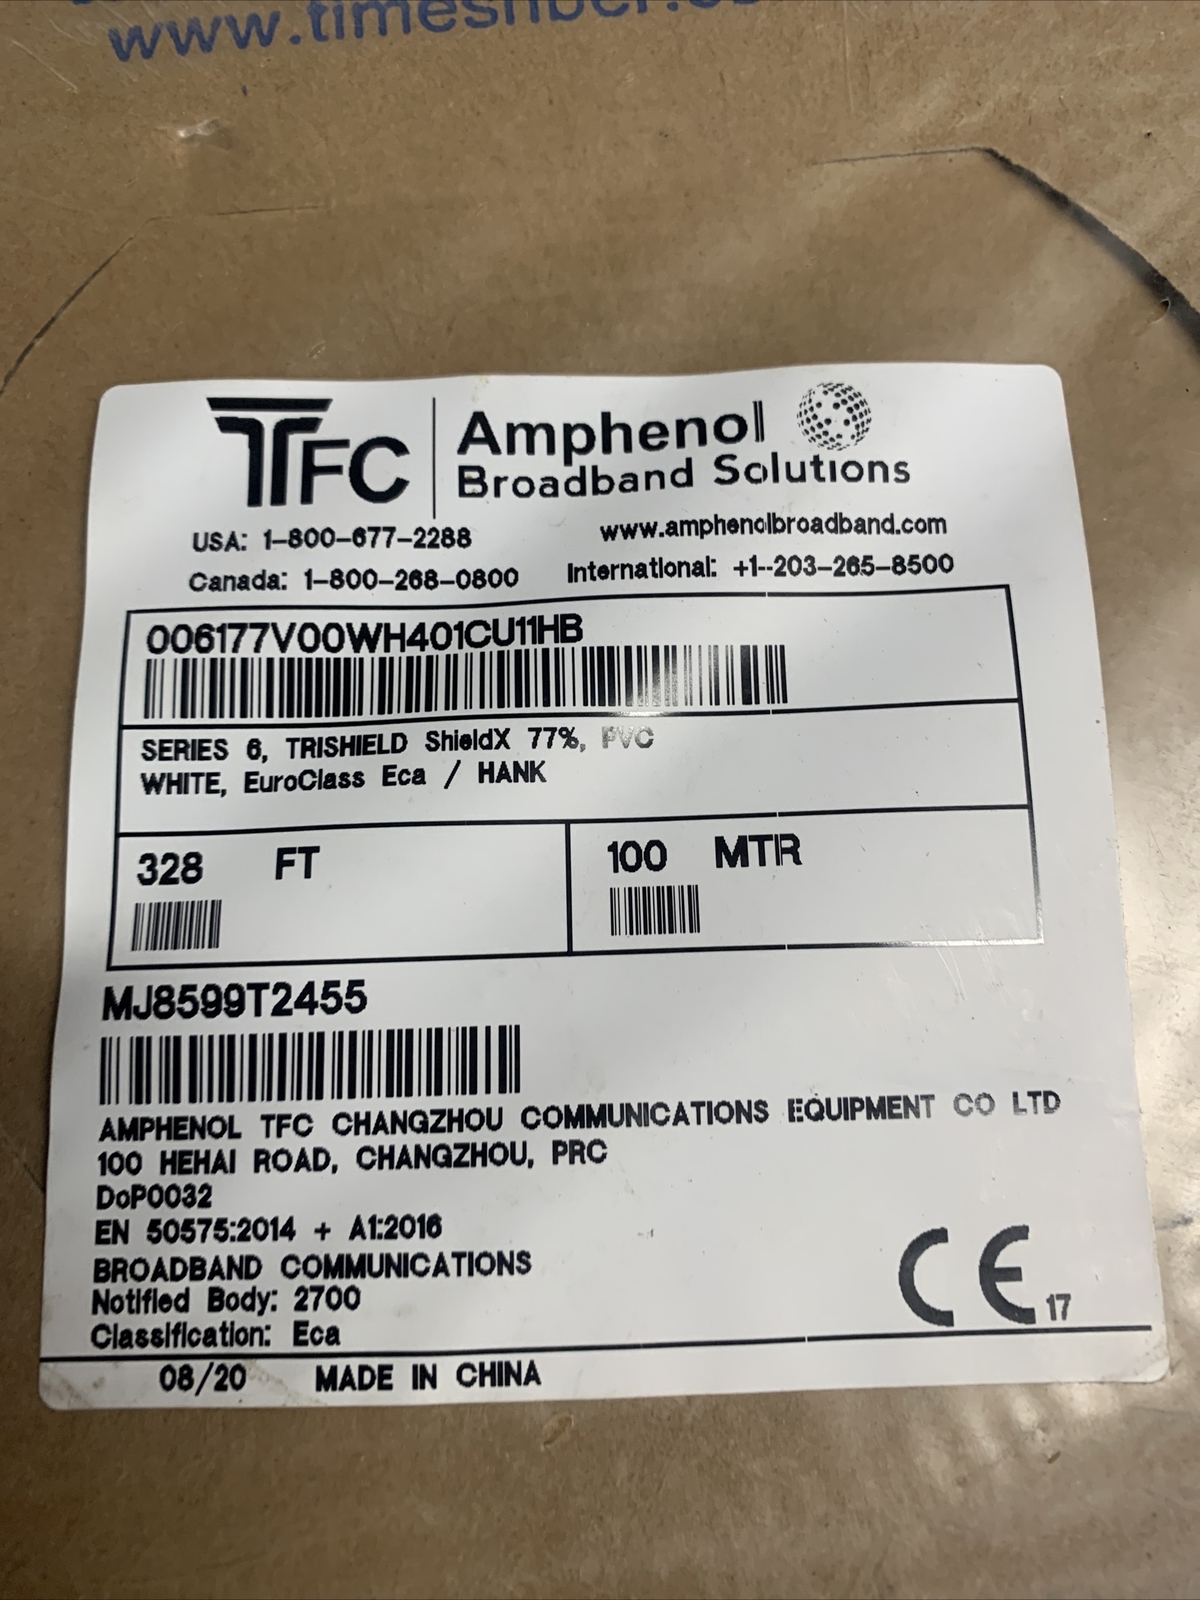 www.timesfiber.co
TFC
Amphenol
Broadband Solutions
USA: 1-800-677-2288
www.amphenolbroadband.com
Canada: 1-800-268-0800
International: +1-203-265-8500
006177V00WH401CU11HB
SERIES 6, TRISHIELD ShieldX 77%, PVC
WHITE, EuroClass Eca / HANK
328 FT
100 MTR
MJ8599T2455
AMPHENOL TFC CHANGZHOU COMMUNICATIONS EQUIPMENT CO LTD
100 HEHAI ROAD, CHANGZHOU, PRC
DoP0032
EN 50575:2014 + A1:2016
BROADBAND COMMUNICATIONS
Notified Body: 2700
Classification: Eca
CE 17
08/20 MADE IN CHINA